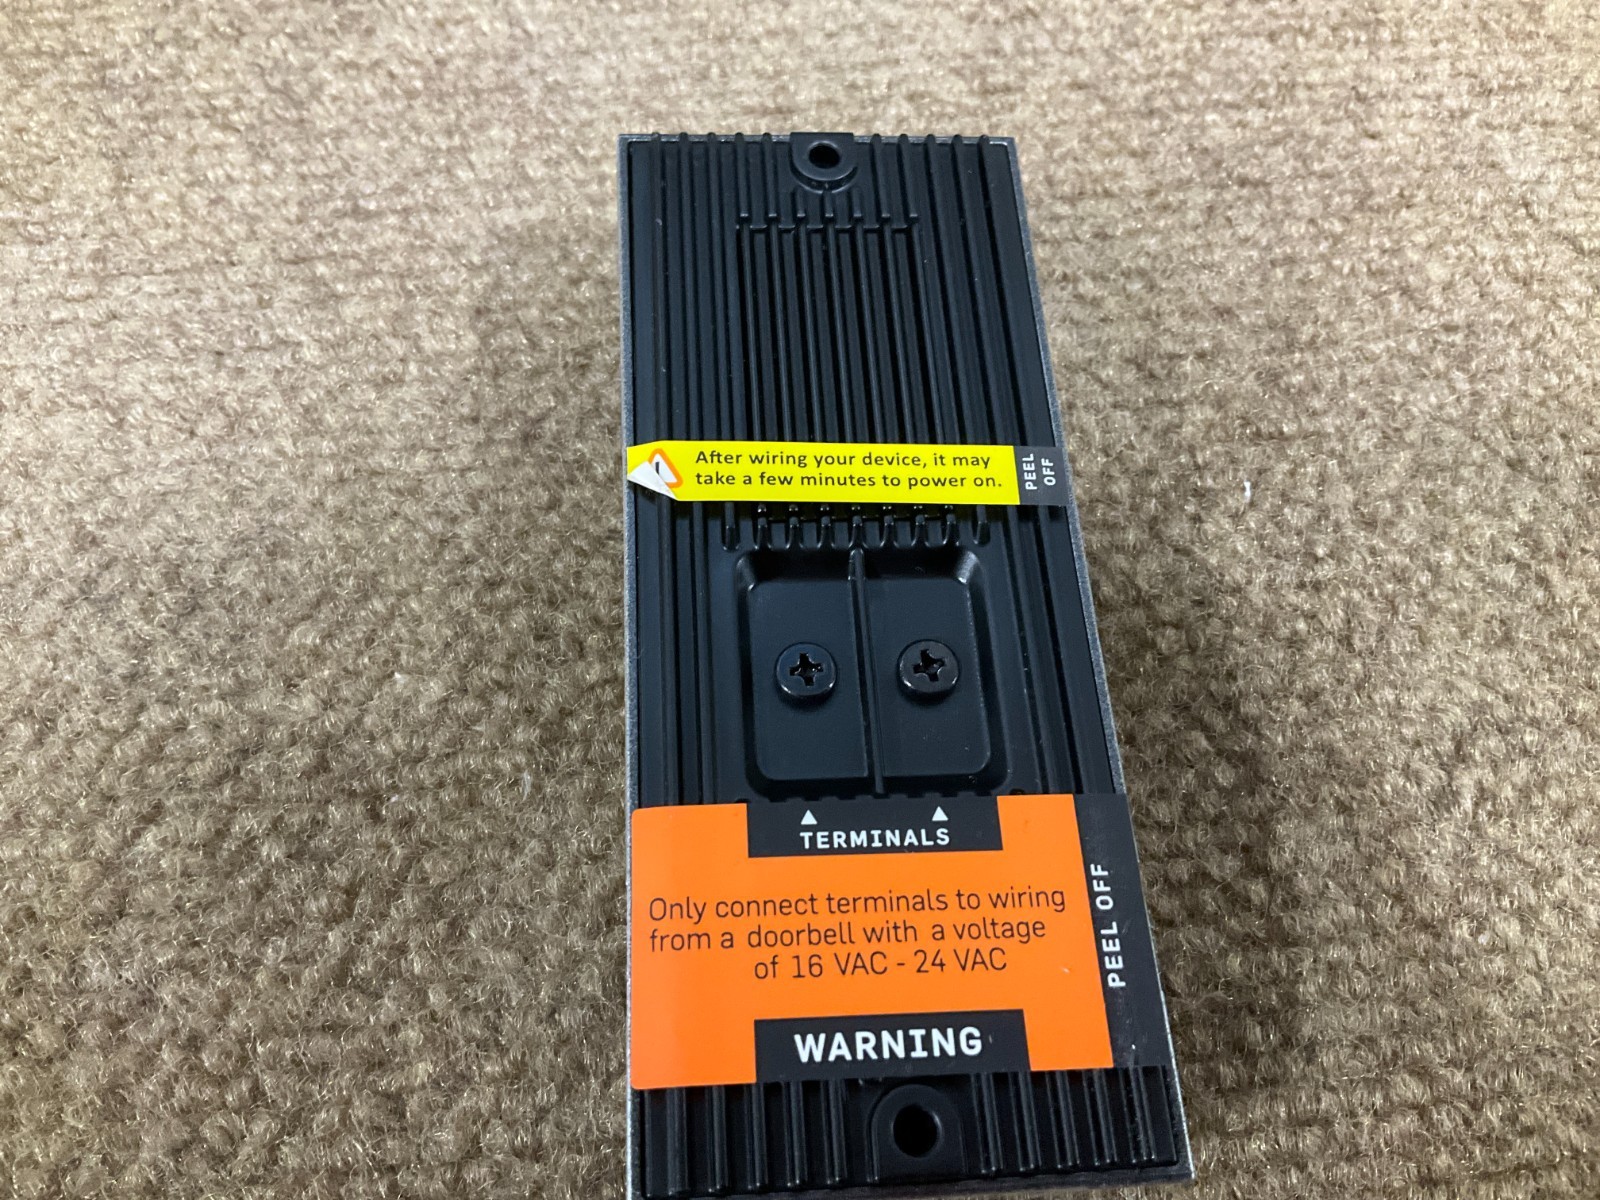 After wiring your device, it may
take a few minutes to power on.
PEEL
OFF
TERMINALS
Only connect terminals to wiring
from a doorbell with a voltage
of 16 VAC - 24 VAC
PEEL OFF
WARNING